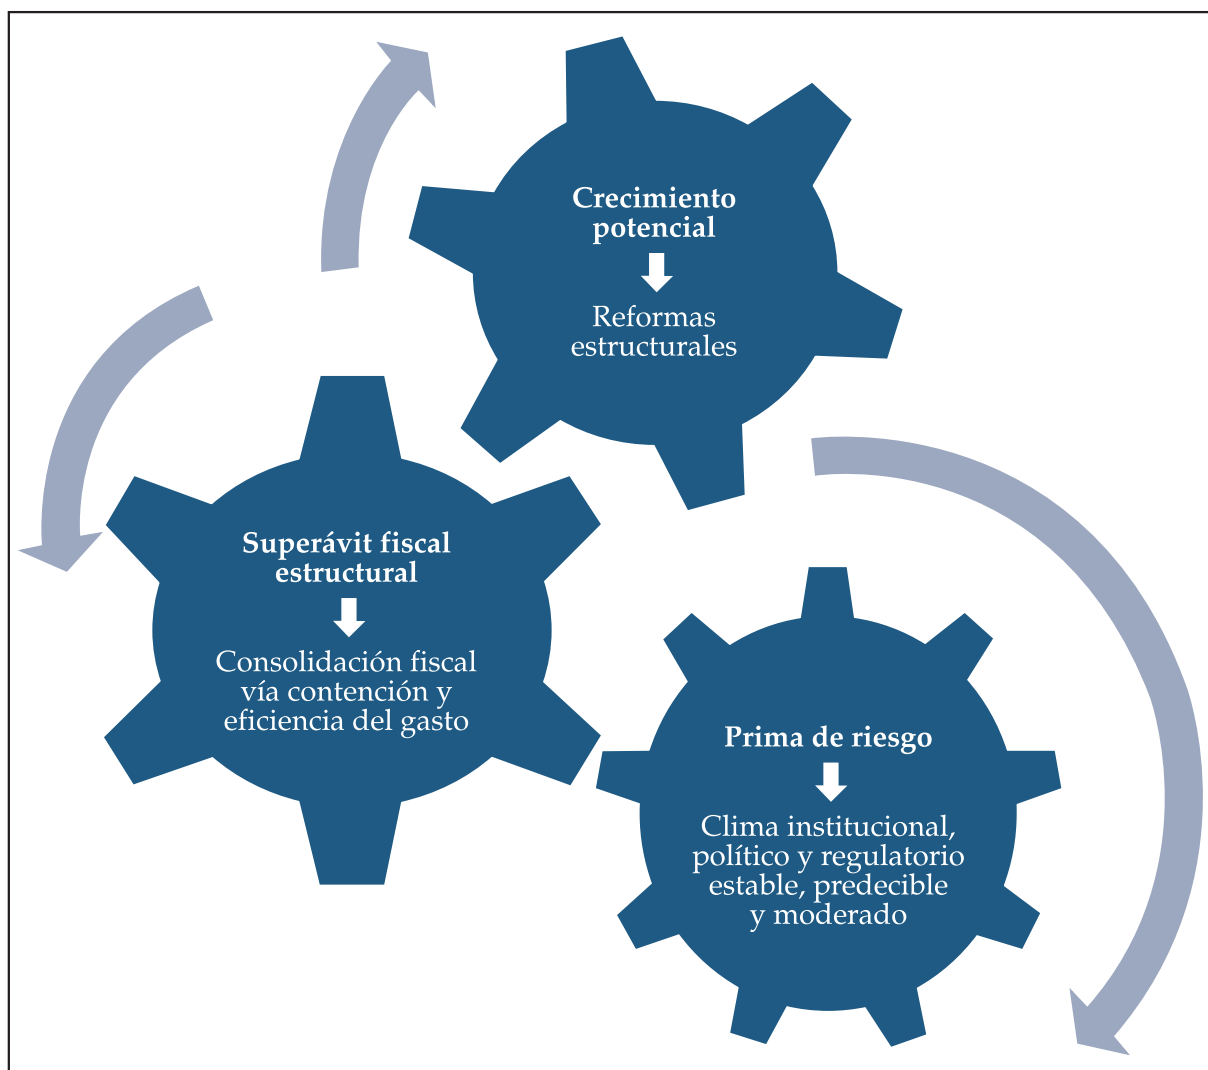 Crecimiento
potencial
Reformas
estructurales
Superávit fiscal
estructural
Consolidación fiscal
vía contención y
eficiencia del gasto
Prima de riesgo
Clima institucional,
político y regulatorio
estable, predecible
y moderado